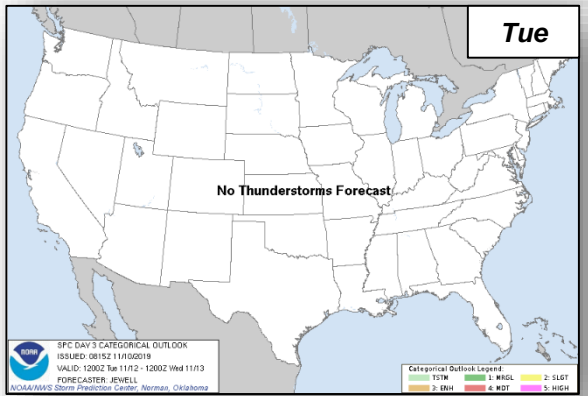 Tue
No Thunderstorms Forecast
NOAA
SPC DAY 3 CATEGORICAL OUTLOOK
ISSUED: 0815Z 11/10/2019
VALID: 1200Z Tue 11/12 - 1200Z Wed 11/13
FORECASTER: JEWELL
NOAA/NWS Storm Prediction Center, Norman, Oklahoma
Categorical Outlook Legend:
TSTM 1: MRGL 2: SLGT
3: ENH 4: MDT 5: HIGH